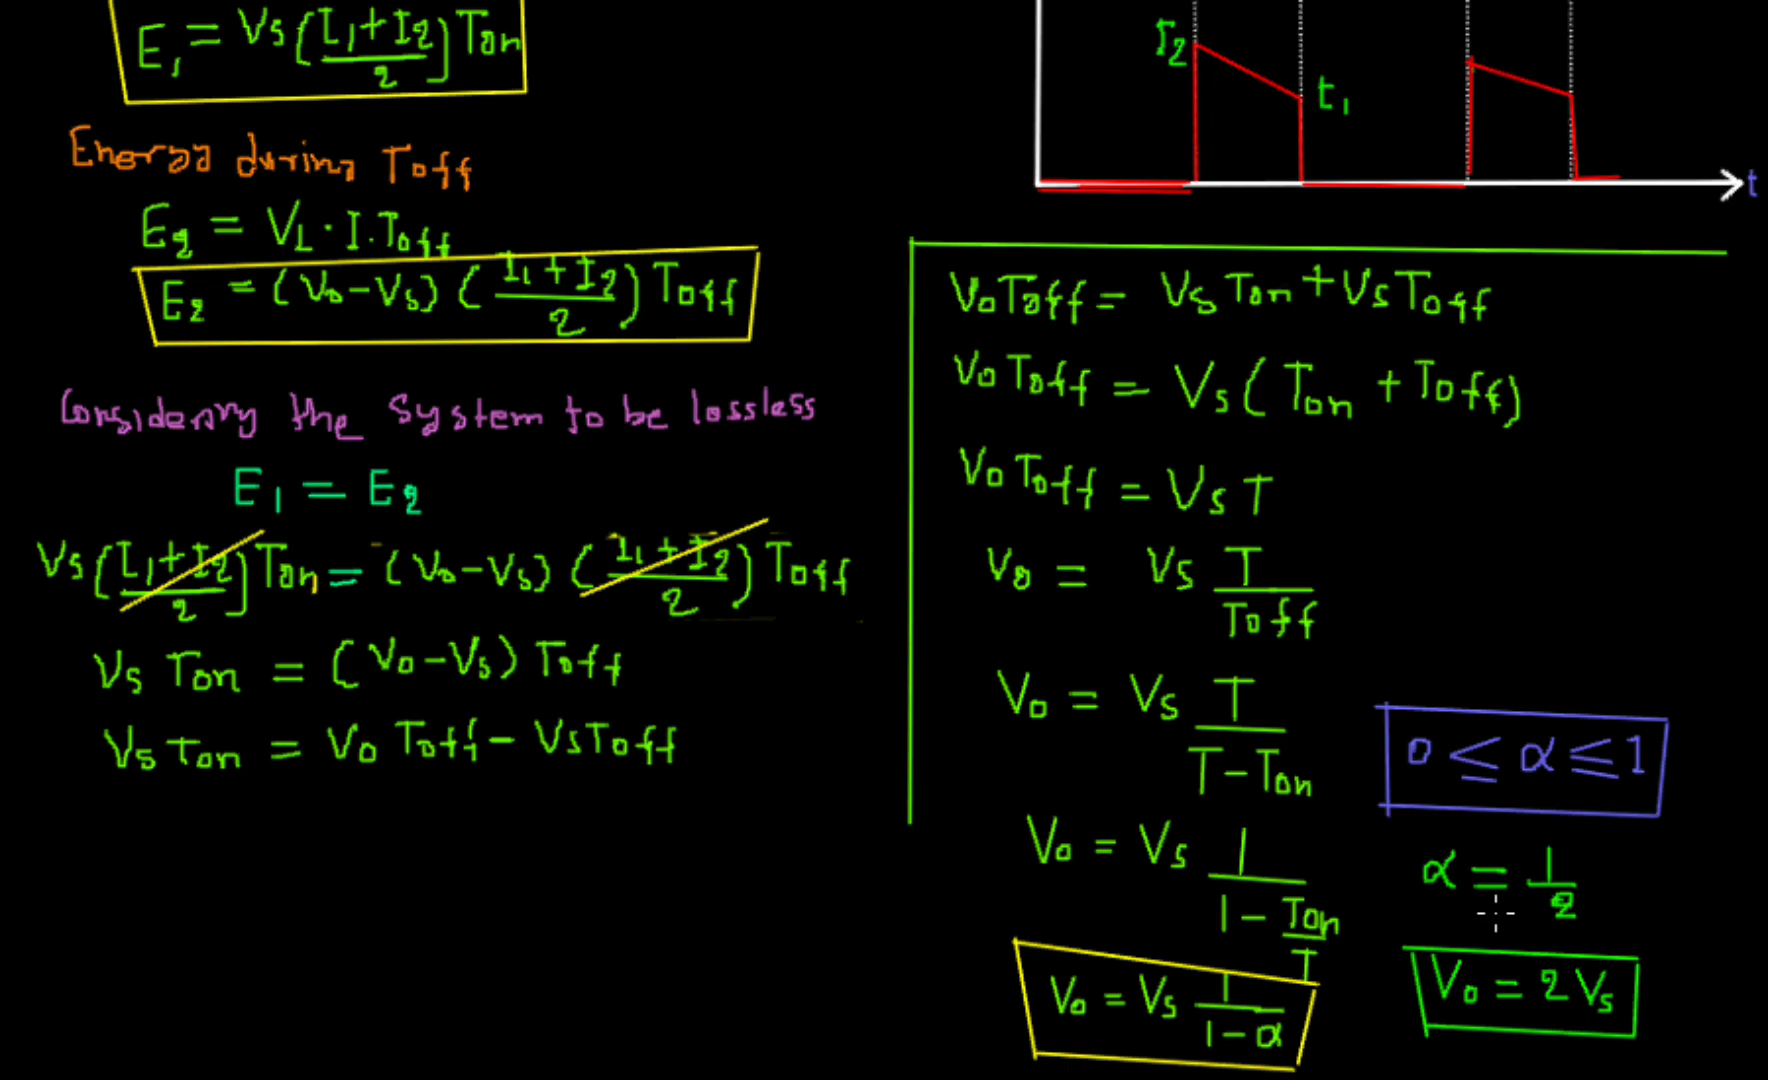 E₁ = Vs (I₁+I₂)/2 Ton
Energy during Toff
E₂ = VL . I . Toff
E₂ = (Vo-Vs) (I₁+I₂)/2 Toff
Considering the System to be lossless
E₁ = E₂
Vs (I₁+I₂)/2 Ton = (Vo-Vs) (I₁+I₂)/2 Toff
Vs Ton = (Vo-Vs) Toff
Vs Ton = Vo Toff - Vs Toff
I₂
t₁
t
Vo Toff = Vs Ton + Vs Toff
Vo Toff = Vs (Ton + Toff)
Vo Toff = Vs T
Vo = Vs T/Toff
Vo = Vs T/(T-Ton)
Vo = Vs 1/(1 - Ton/T)
Vo = Vs 1/(1-α)
0 ≤ α ≤ 1
α = 1/2
Vo = 2 Vs